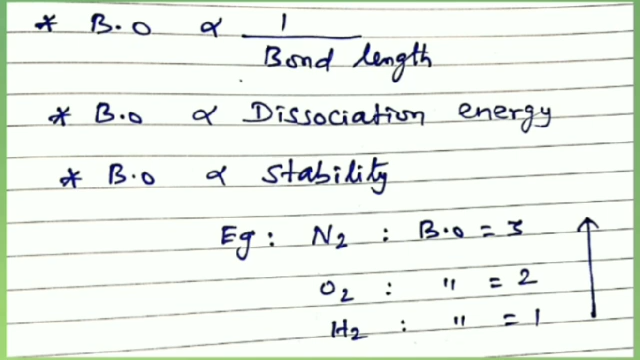 * B.O ∝ 1
Bond length
* B.O ∝ Dissociation energy
* B.O ∝ Stability
Eg : N2 : B.O = 3
O2 : " = 2
H2 : " = 1